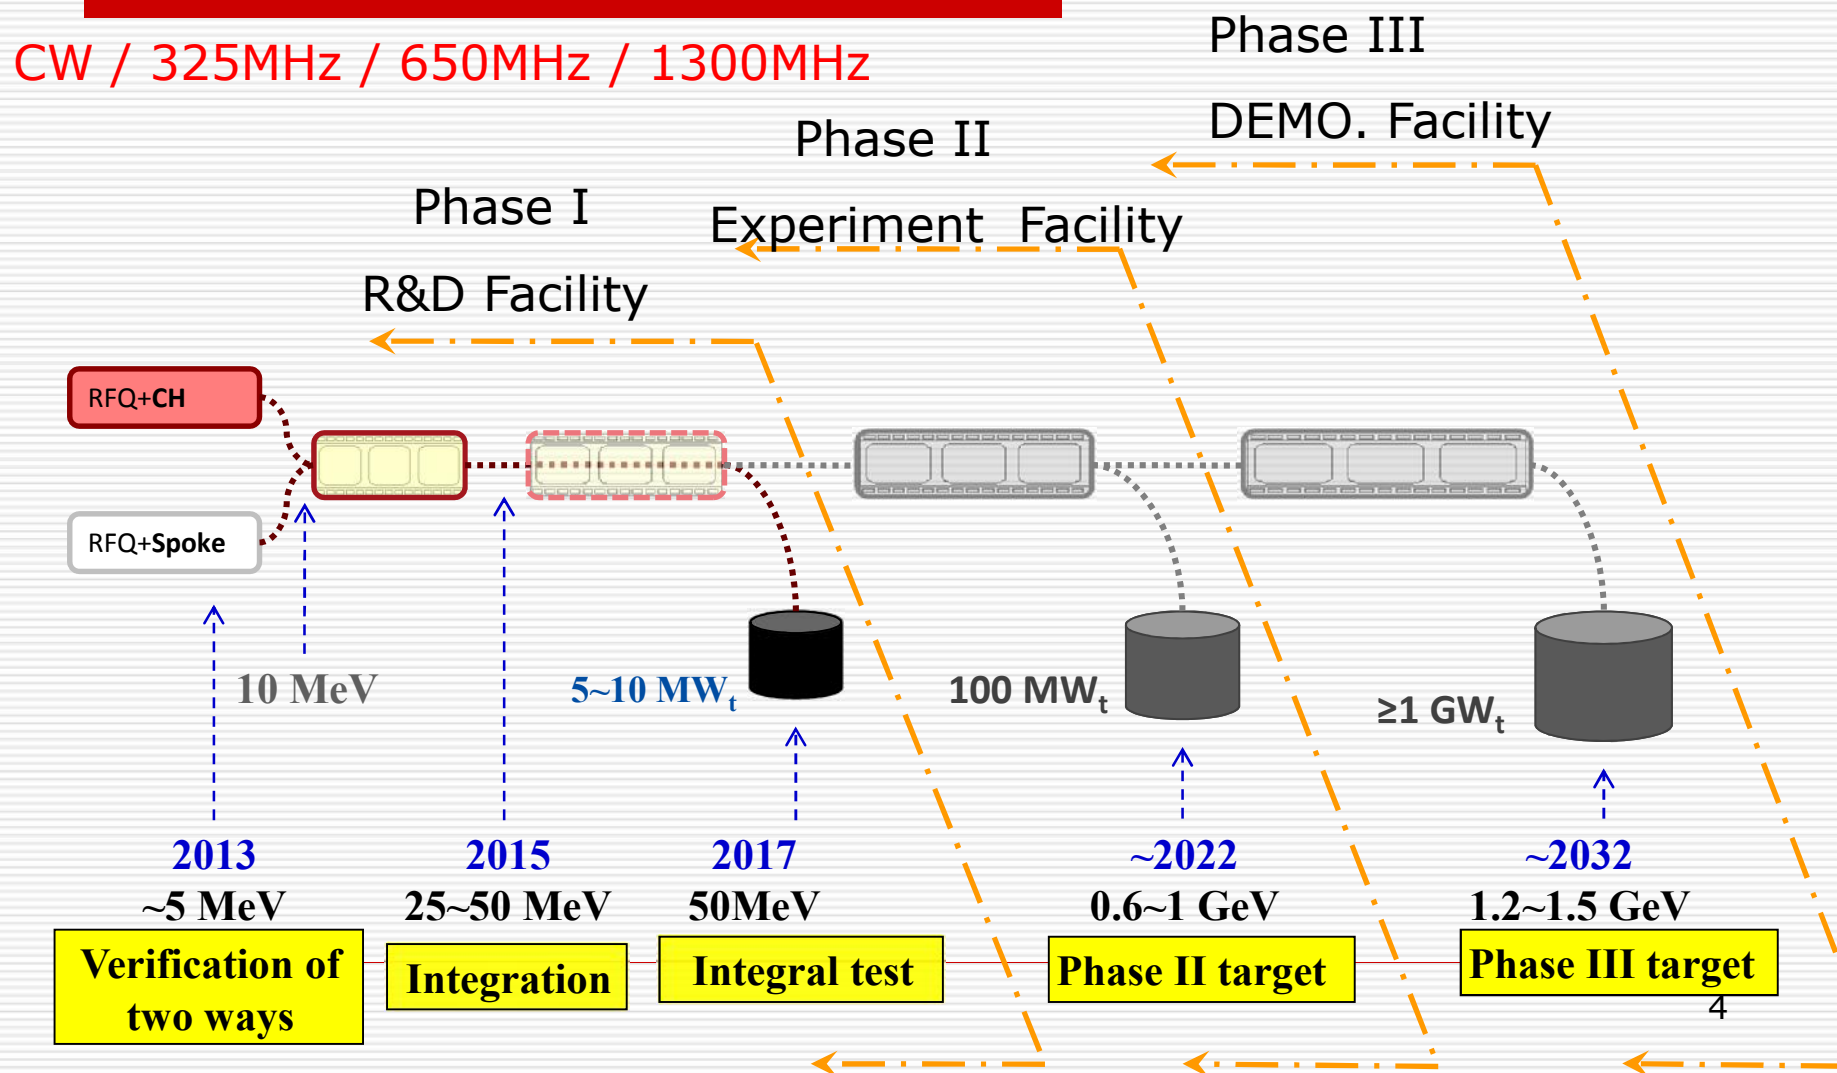 CW / 325MHz / 650MHz / 1300MHz
Phase III
DEMO. Facility
Phase II
Experiment Facility
Phase I
R&D Facility
RFQ+CH
RFQ+Spoke
10 MeV
5~10 MWt
100 MWt
≥1 GWt
2013
~5 MeV
Verification of
two ways
2015
25~50 MeV
Integration
2017
50MeV
Integral test
~2022
0.6~1 GeV
Phase II target
~2032
1.2~1.5 GeV
Phase III target
4